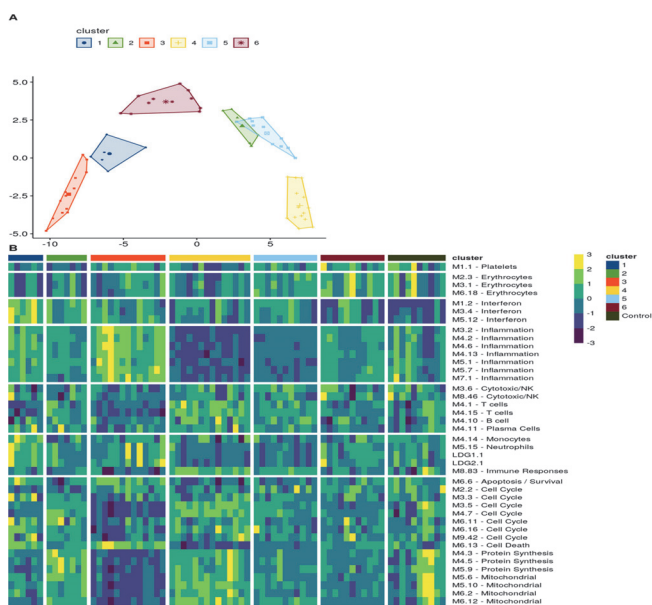 A
cluster
1 2 3 4 5 6
5.0
2.5
0.0
-2.5
-5.0
-10 -5 0 5
B
cluster
M1.1 - Platelets
M2.3 - Erythrocytes
M3.1 - Erythrocytes
M6.18 - Erythrocytes
M1.2 - Interferon
M3.4 - Interferon
M5.12 - Interferon
M3.2 - Inflammation
M4.2 - Inflammation
M4.6 - Inflammation
M4.13 - Inflammation
M5.1 - Inflammation
M5.7 - Inflammation
M7.1 - Inflammation
M3.6 - Cytotoxic/NK
M8.46 - Cytotoxic/NK
M4.1 - T cells
M4.15 - T cells
M4.10 - B cell
M4.11 - Plasma Cells
M4.14 - Monocytes
M5.15 - Neutrophils
LDG1.1
LDG2.1
M8.83 - Immune Responses
M6.6 - Apoptosis / Survival
M2.2 - Cell Cycle
M3.3 - Cell Cycle
M3.5 - Cell Cycle
M4.7 - Cell Cycle
M6.11 - Cell Cycle
M6.16 - Cell Cycle
M9.42 - Cell Cycle
M6.13 - Cell Death
M4.3 - Protein Synthesis
M4.5 - Protein Synthesis
M5.9 - Protein Synthesis
M5.6 - Mitochondrial
M5.10 - Mitochondrial
M6.2 - Mitochondrial
M6.12 - Mitochondrial
3
2
1
0
-1
-2
-3
cluster
1
2
3
4
5
6
Control